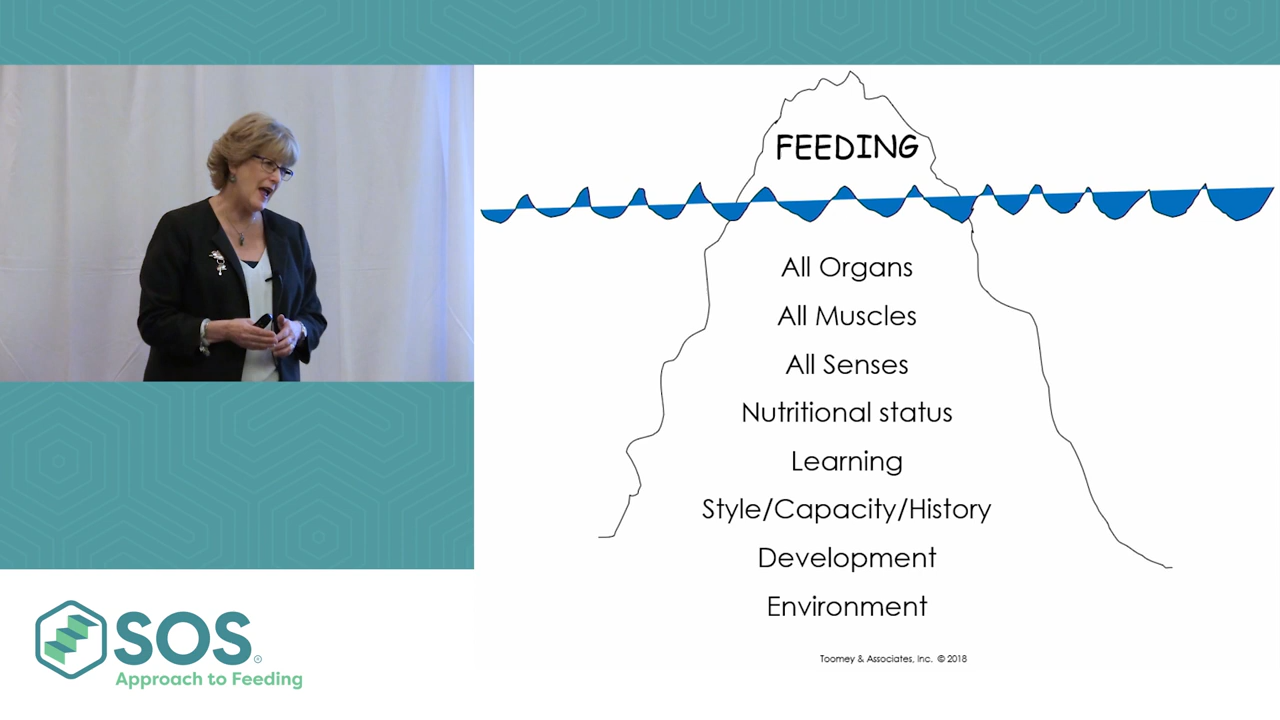 FEEDING
All Organs
All Muscles
All Senses
Nutritional status
Learning
Style/Capacity/History
Development
Environment
Toomey & Associates, Inc. © 2018
SOS®
Approach to Feeding